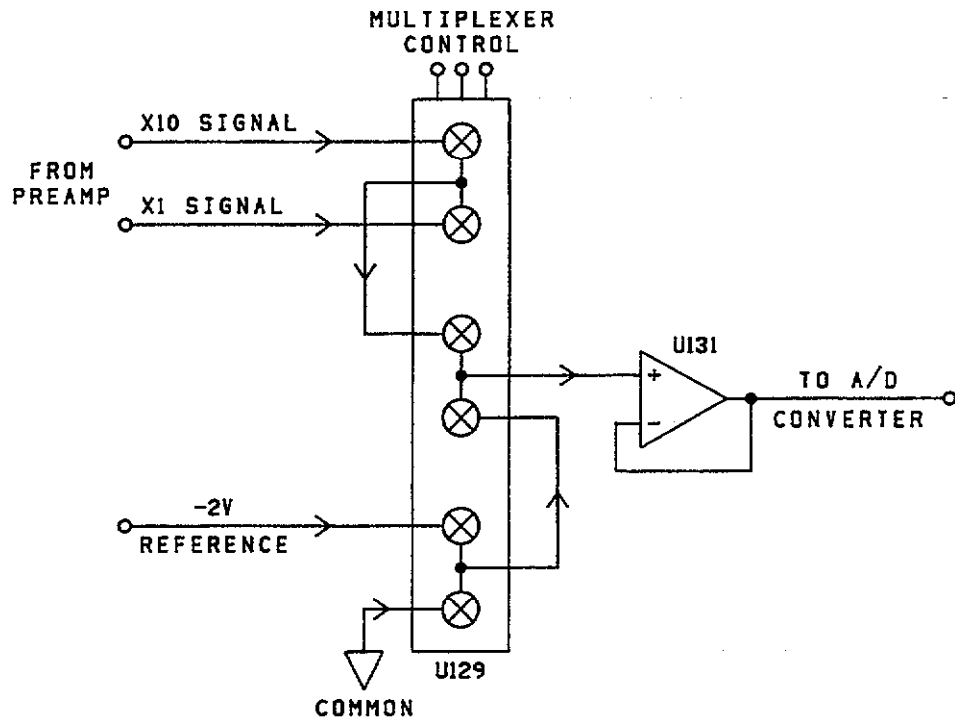 MULTIPLEXER
CONTROL
X10 SIGNAL
FROM
PREAMP
X1 SIGNAL
U131
+
−
TO A/D
CONVERTER
-2V
REFERENCE
U129
COMMON